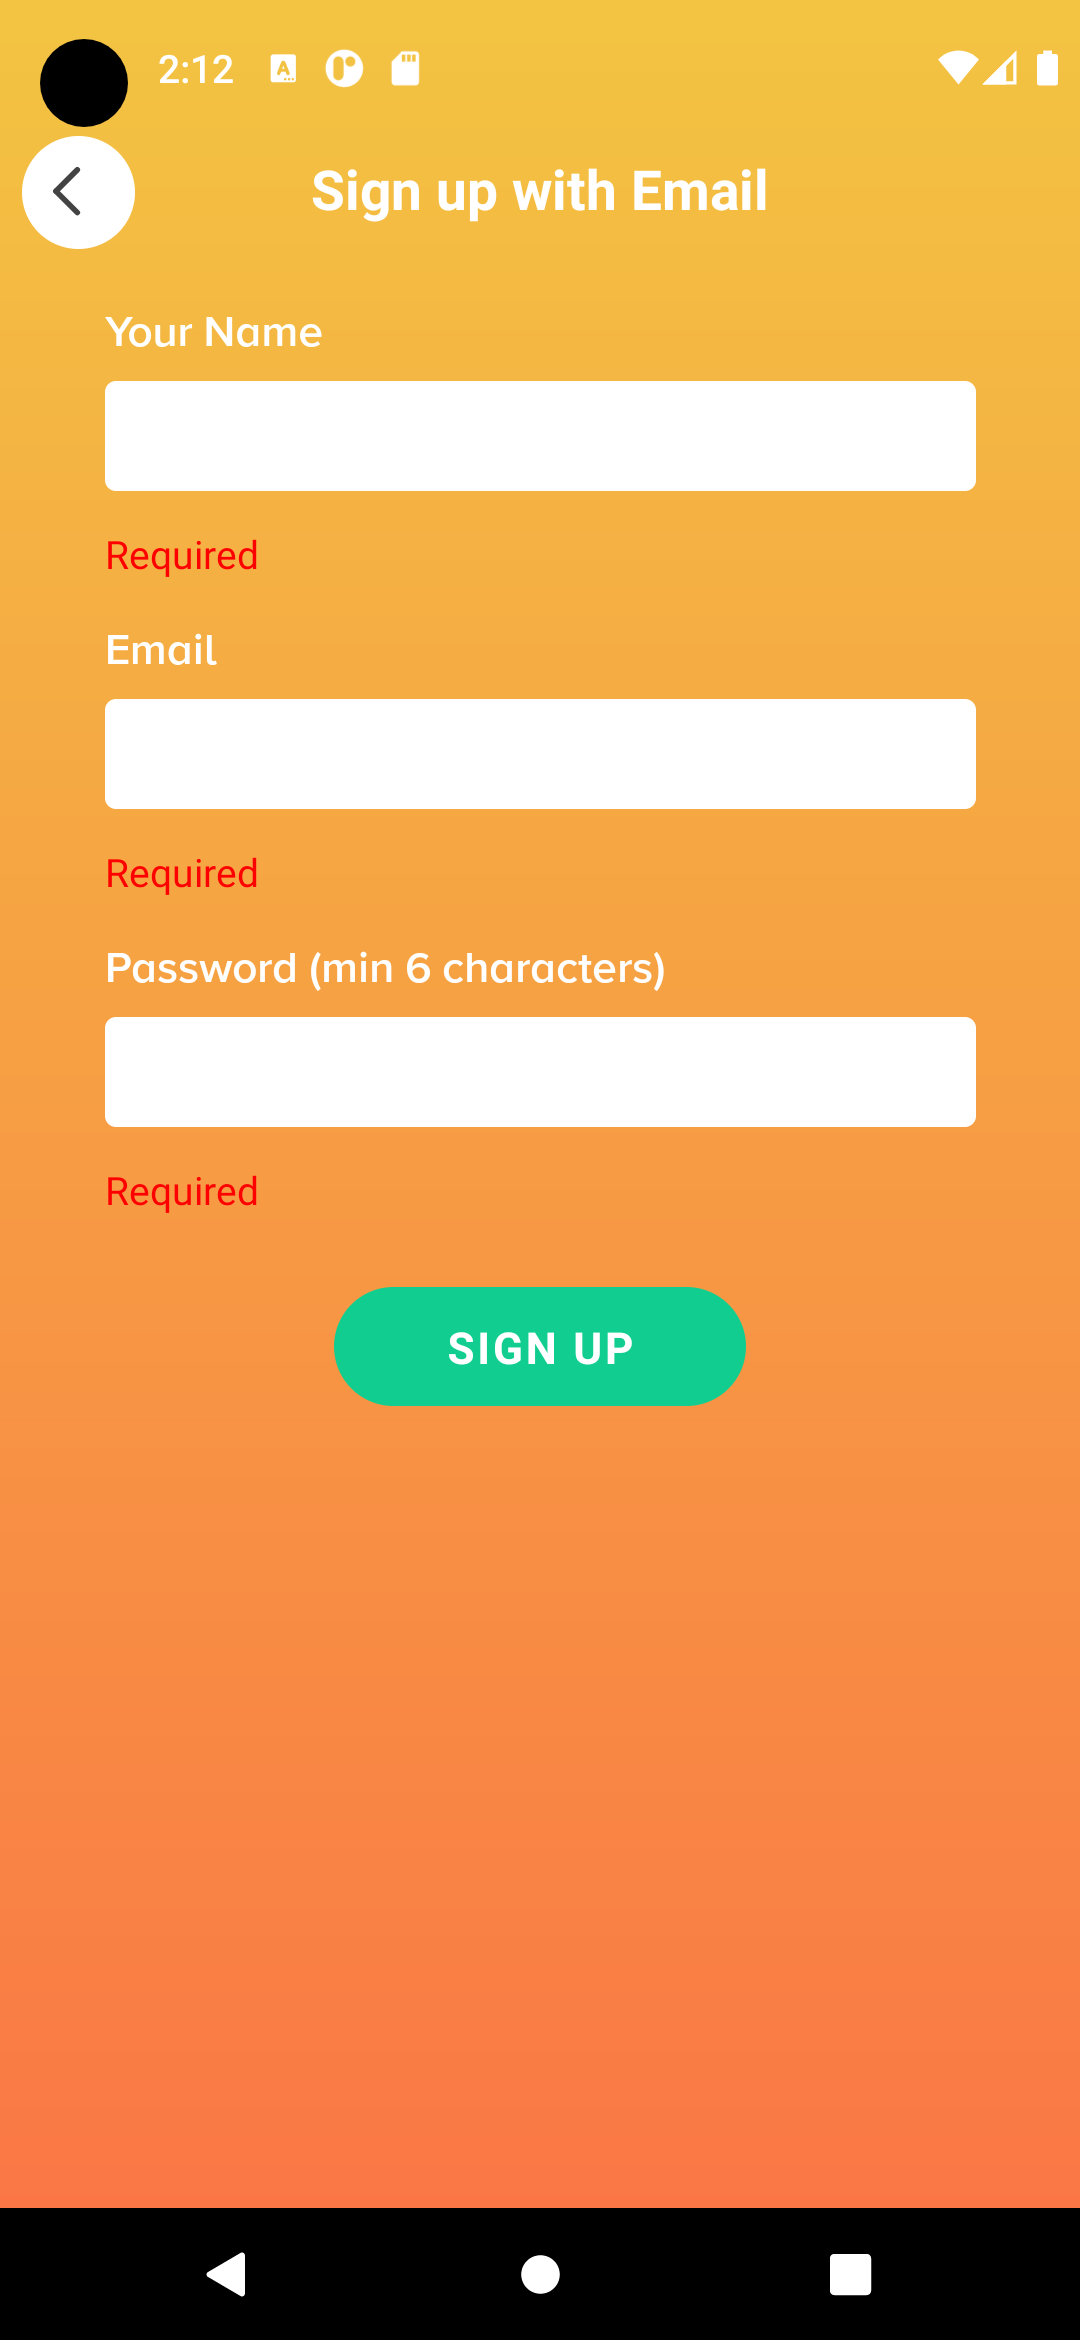 2:12
Sign up with Email
Your Name
Required
Email
Required
Password (min 6 characters)
Required
SIGN UP